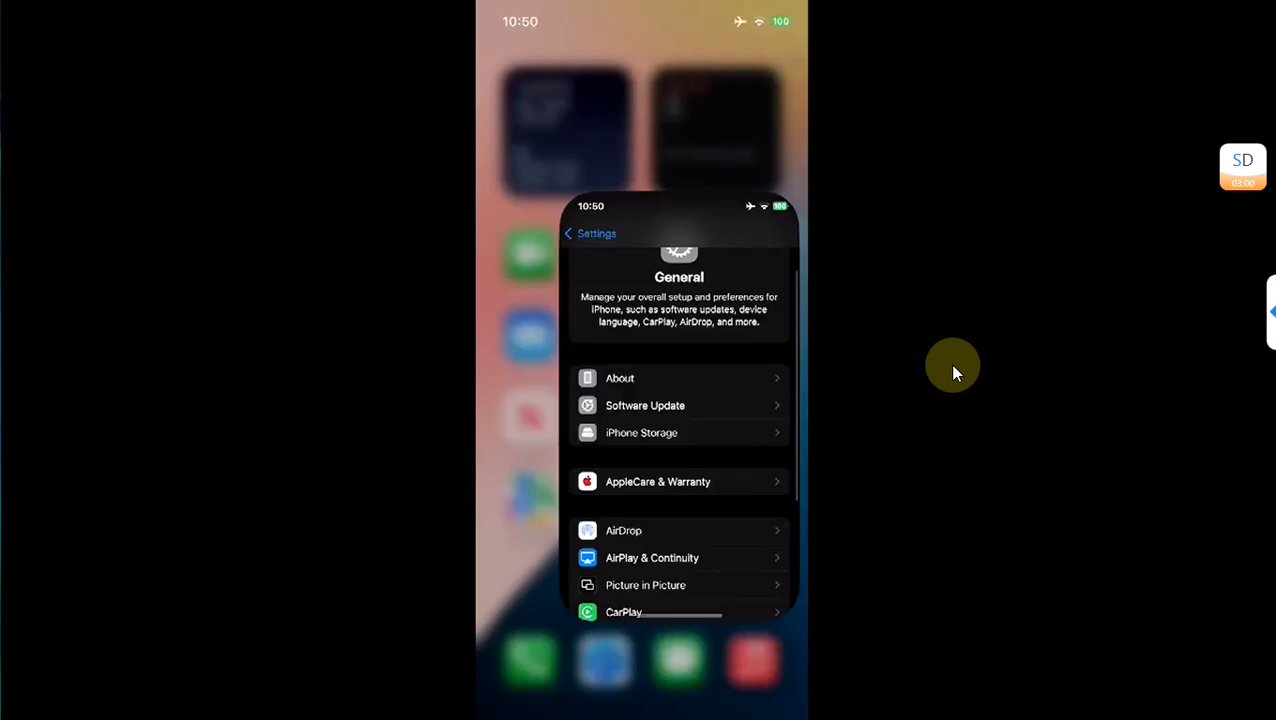 10:50
100
SD
03:00
10:50
100
Settings
General
Manage your overall setup and preferences for
iPhone, such as software updates, device
language, CarPlay, AirDrop, and more.
About
Software Update
iPhone Storage
AppleCare & Warranty
AirDrop
AirPlay & Continuity
Picture in Picture
CarPlay